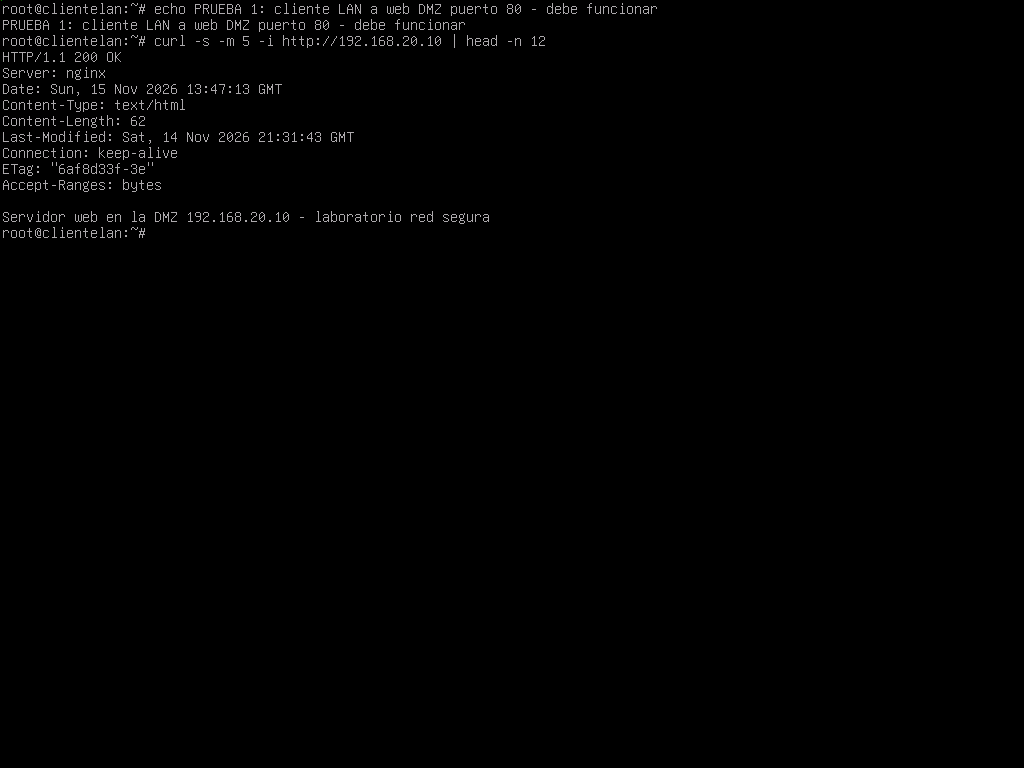 root@clientelan:~# echo PRUEBA 1: cliente LAN a web DMZ puerto 80 - debe funcionar
PRUEBA 1: cliente LAN a web DMZ puerto 80 - debe funcionar
root@clientelan:~# curl -s -m 5 -i http://192.168.20.10 | head -n 12
HTTP/1.1 200 OK
Server: nginx
Date: Sun, 15 Nov 2026 13:47:13 GMT
Content-Type: text/html
Content-Length: 62
Last-Modified: Sat, 14 Nov 2026 21:31:43 GMT
Connection: keep-alive
ETag: "6af8d33f-3e"
Accept-Ranges: bytes

Servidor web en la DMZ 192.168.20.10 - laboratorio red segura
root@clientelan:~#